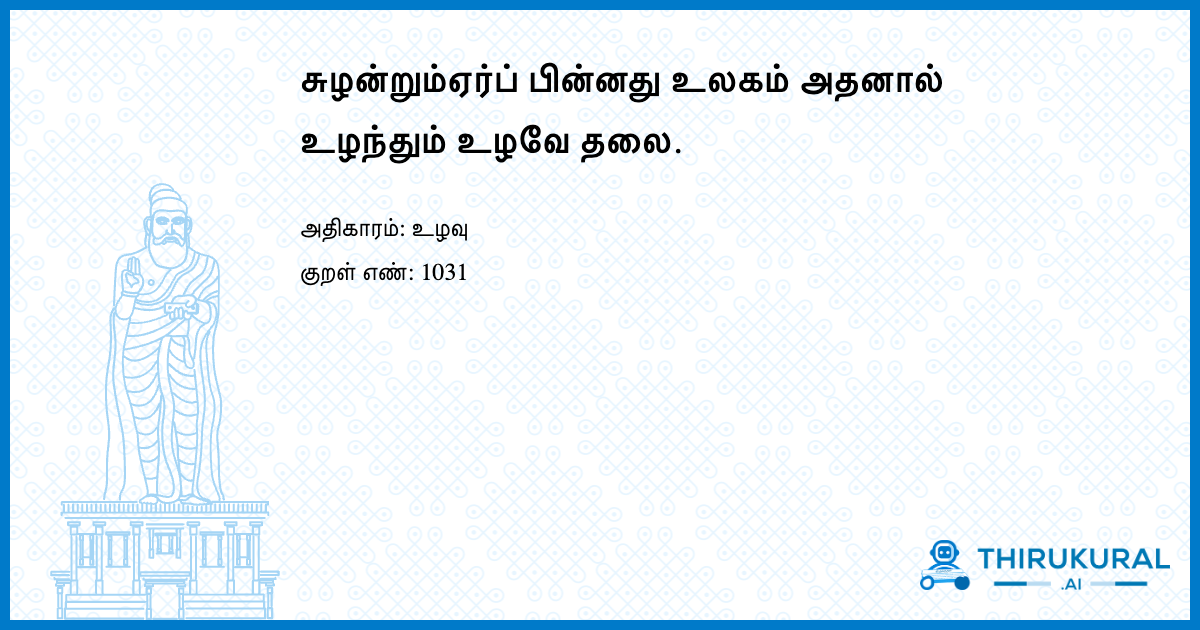 சுழன்றும்ஏர்ப் பின்னது உலகம் அதனால்
உழந்தும் உழவே தலை.
அதிகாரம்: உழவு
குறள் எண்: 1031
THIRUKURAL
.AI